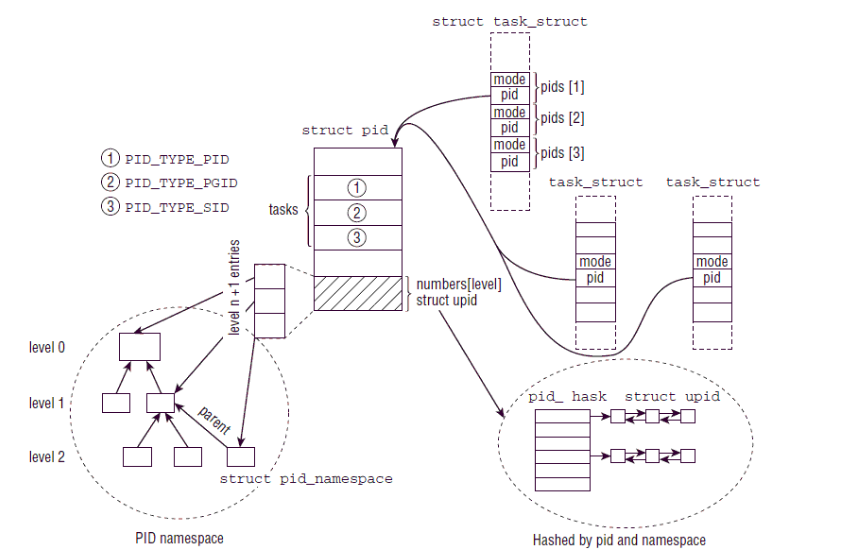 struct task_struct
mode
pid
pids [1]
mode
pid
pids [2]
mode
pid
pids [3]
struct pid
1 PID_TYPE_PID
2 PID_TYPE_PGID
3 PID_TYPE_SID
tasks
1
2
3
task_struct
task_struct
mode
pid
mode
pid
level n +1 entries
numbers[level]
struct upid
level 0
level 1
level 2
parent
struct pid_namespace
PID namespace
pid_ hask
struct upid
Hashed by pid and namespace